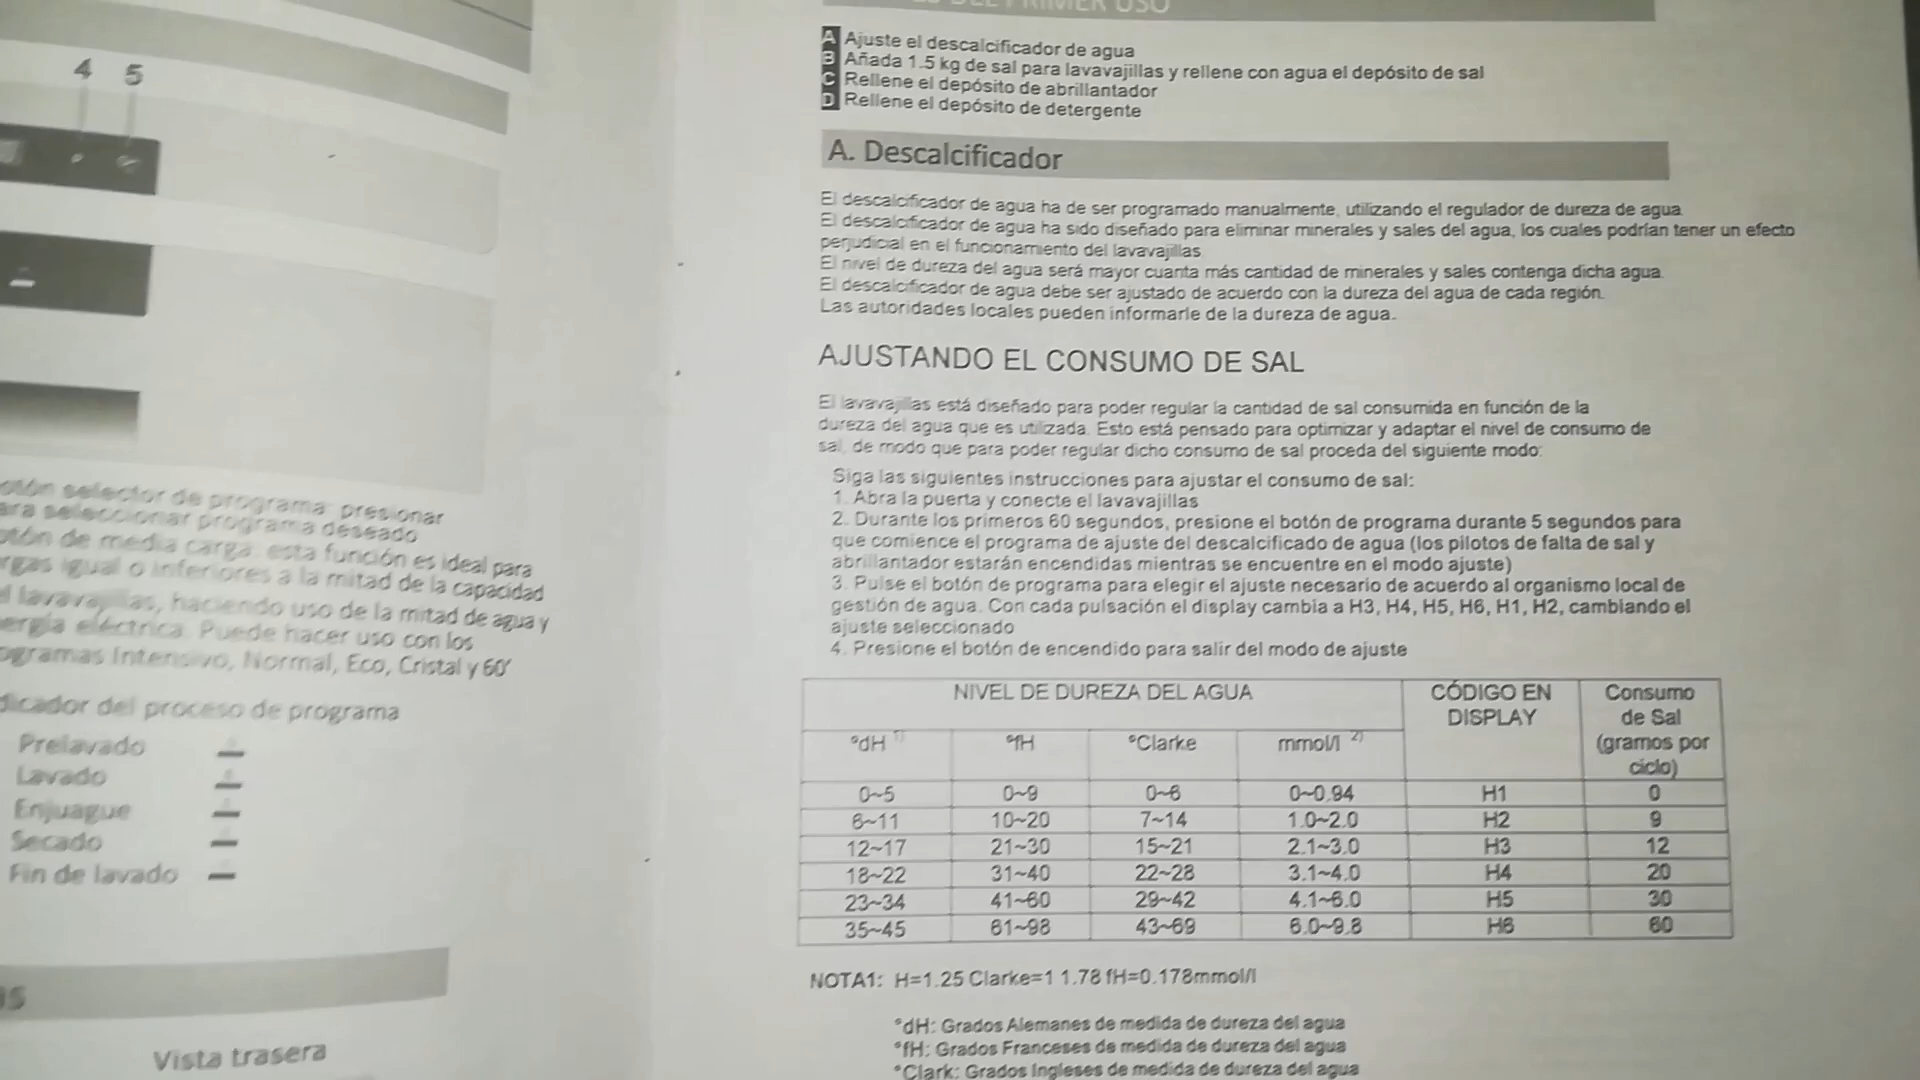 4 5
presionar
seleccionar programa deseado
de media carga: esta función es ideal para
igual o inferiores a la mitad de la capacidad
lavavajillas, haciendo uso de la mitad de agua y
eléctrica. Puede hacer uso con los
Intensivo, Normal, Eco, Cristal y 60'
del proceso de programa
Prelavado
Lavado
Enjuague
Secado
Fin de lavado
Vista trasera
DEL PRIMER USO
A Ajuste el descalcificador de agua
B Añada 1.5 kg de sal para lavavajillas y rellene con agua el depósito de sal
C Rellene el depósito de abrillantador
D Rellene el depósito de detergente
A. Descalcificador
El descalcificador de agua ha de ser programado manualmente, utilizando el regulador de dureza de agua.
El descalcificador de agua ha sido diseñado para eliminar minerales y sales del agua, los cuales podrían tener un efecto
perjudicial en el funcionamiento del lavavajillas
El nivel de dureza del agua será mayor cuanta más cantidad de minerales y sales contenga dicha agua.
El descalcificador de agua debe ser ajustado de acuerdo con la dureza del agua de cada región.
Las autoridades locales pueden informarle de la dureza de agua.
AJUSTANDO EL CONSUMO DE SAL
El lavavajillas está diseñado para poder regular la cantidad de sal consumida en función de la
dureza del agua que es utilizada. Esto está pensado para optimizar y adaptar el nivel de consumo de
sal, de modo que para poder regular dicho consumo de sal proceda del siguiente modo:
Siga las siguientes instrucciones para ajustar el consumo de sal:
1. Abra la puerta y conecte el lavavajillas
2. Durante los primeros 60 segundos, presione el botón de programa durante 5 segundos para
que comience el programa de ajuste del descalcificado de agua (los pilotos de falta de sal y
abrillantador estarán encendidas mientras se encuentre en el modo ajuste)
3. Pulse el botón de programa para elegir el ajuste necesario de acuerdo al organismo local de
gestión de agua. Con cada pulsación el display cambia a H3, H4, H5, H6, H1, H2, cambiando el
ajuste seleccionado
4. Presione el botón de encendido para salir del modo de ajuste
NIVEL DE DUREZA DEL AGUA CÓDIGO EN DISPLAY Consumo de Sal (gramos por ciclo)
°dH 1) °fH °Clarke mmol/l 2)
0~5 0~9 0~6 0~0.94 H1 0
6~11 10~20 7~14 1.0~2.0 H2 9
12~17 21~30 15~21 2.1~3.0 H3 12
18~22 31~40 22~28 3.1~4.0 H4 20
23~34 41~60 29~42 4.1~6.0 H5 30
35~45 61~98 43~69 6.0~9.8 H6 60
NOTA1: H=1.25 Clarke=1 1.78 fH=0.178mmol/l
°dH: Grados Alemanes de medida de dureza del agua
°fH: Grados Franceses de medida de dureza del agua
°Clark: Grados Ingleses de medida de dureza del agua